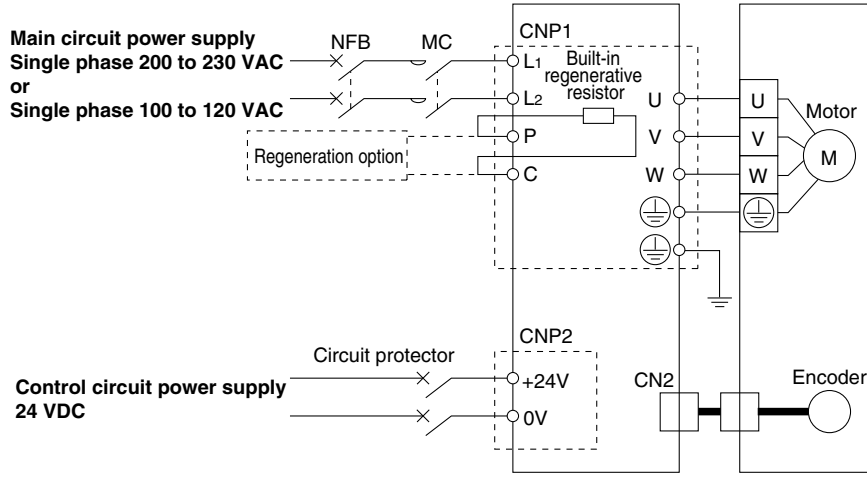 Main circuit power supply
Single phase 200 to 230 VAC
or
Single phase 100 to 120 VAC
NFB
MC
CNP1
L1
L2
P
C
Built-in
regenerative
resistor
Regeneration option
U
V
W
U
V
W
Motor
M
Control circuit power supply
24 VDC
Circuit protector
CNP2
+24V
0V
CN2
Encoder